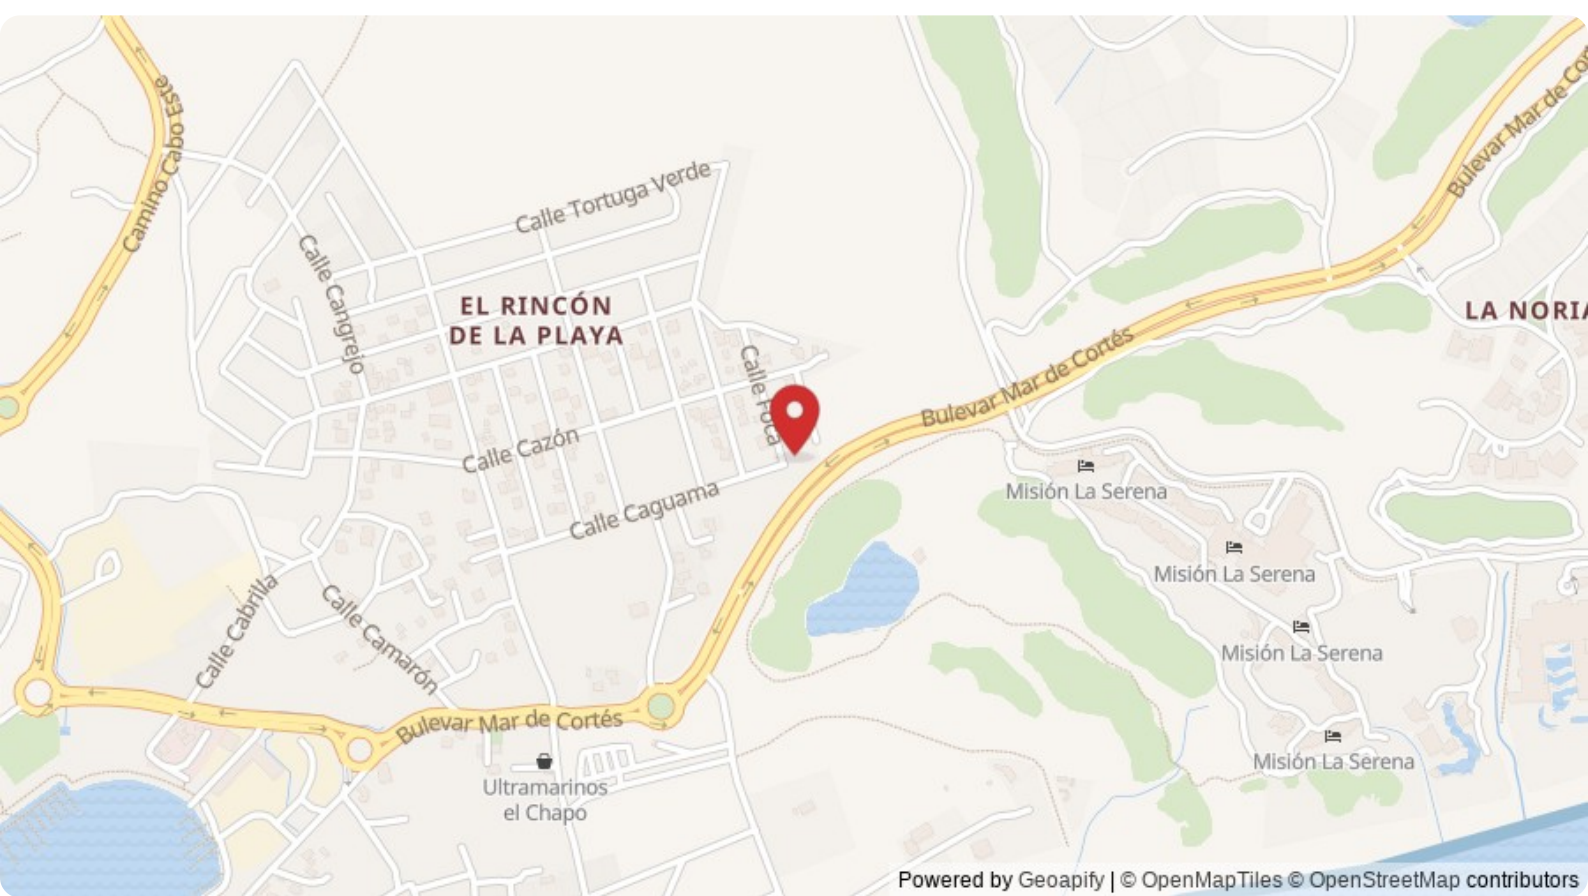 Camino Cabo Este
Bulevar Mar de Cor
Calle Tortuga Verde
Calle Cangrejo
EL RINCÓN
DE LA PLAYA
LA NORIA
Calle Foca
Bulevar Mar de Cortés
Calle Cazón
Calle Caguama
Misión La Serena
Misión La Serena
Calle Cabrilla
Calle Camarón
Misión La Serena
Bulevar Mar de Cortés
Misión La Serena
Ultramarinos
el Chapo
Powered by Geoapify | © OpenMapTiles © OpenStreetMap contributors